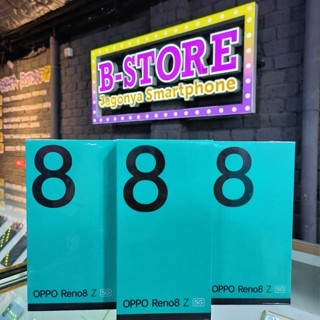 B-STORE
Jagonya Smartphone
8
OPPO Reno8 Z 5G
8
OPPO Reno8 Z 5G
8
OPPO Reno8 Z 5G